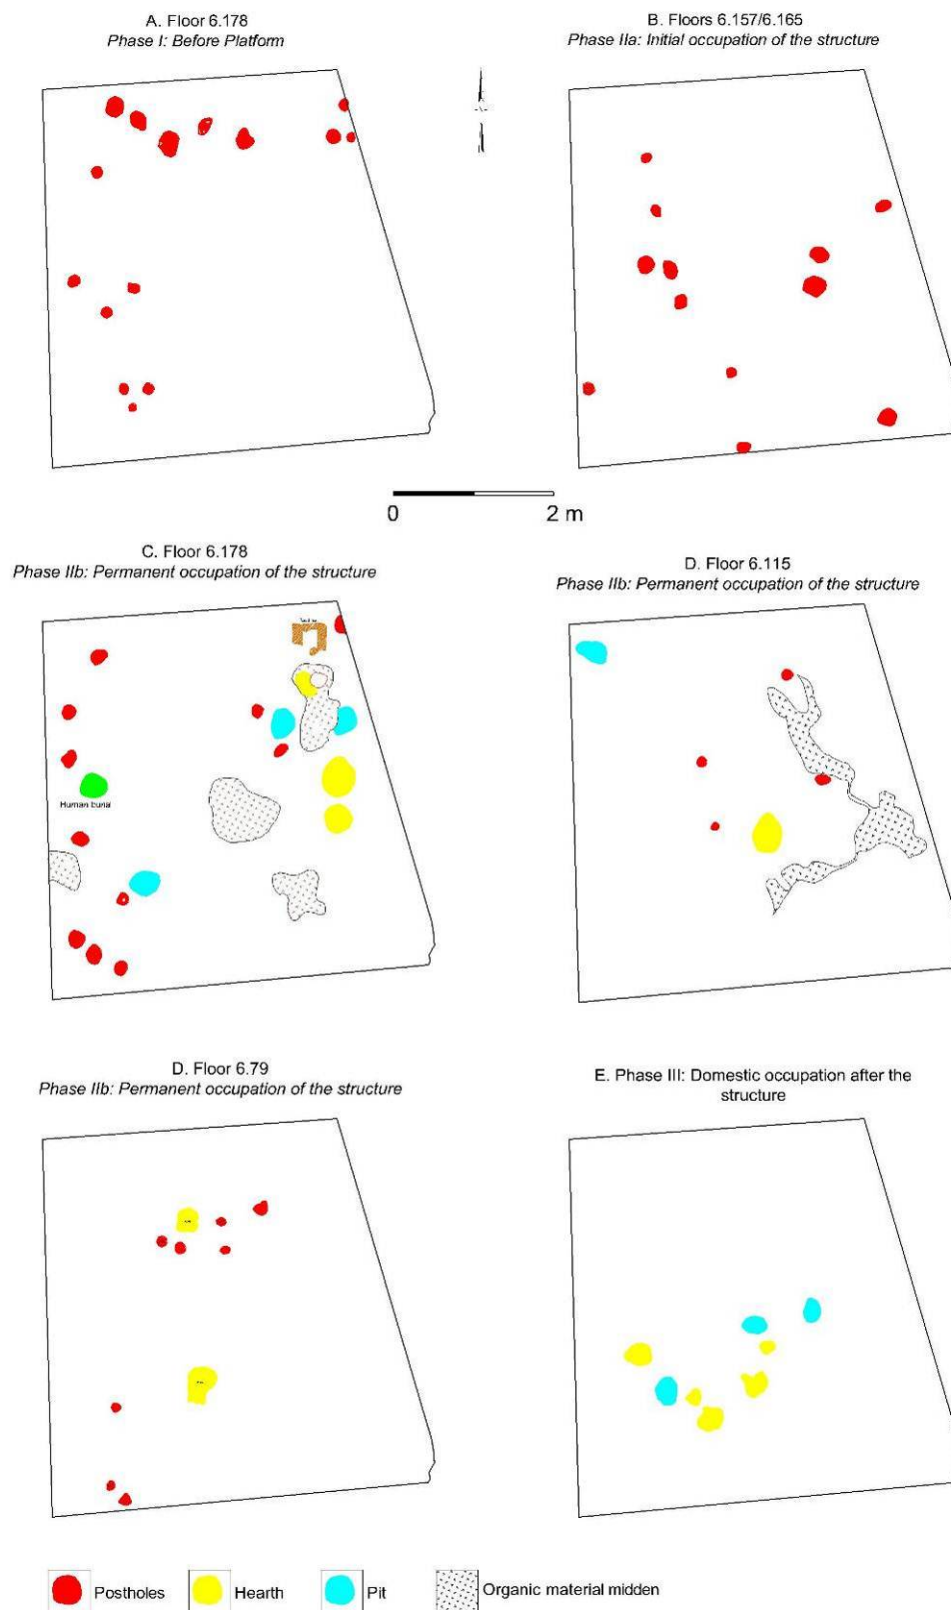 A. Floor 6.178
Phase I: Before Platform
B. Floors 6.157/6.165
Phase IIa: Initial occupation of the structure
0 2 m
C. Floor 6.178
Phase IIb: Permanent occupation of the structure
Human burial
D. Floor 6.115
Phase IIb: Permanent occupation of the structure
D. Floor 6.79
Phase IIb: Permanent occupation of the structure
E. Phase III: Domestic occupation after the
structure
Postholes
Hearth
Pit
Organic material midden